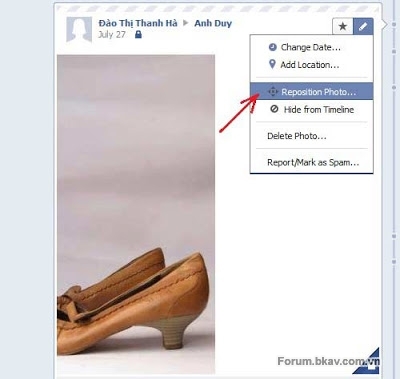 Đào Thị Thanh Hà ▸ Anh Duy
July 27
Change Date...
Add Location...
Reposition Photo...
Hide from Timeline
Delete Photo...
Report/Mark as Spam...
Forum.bkav.com.vn